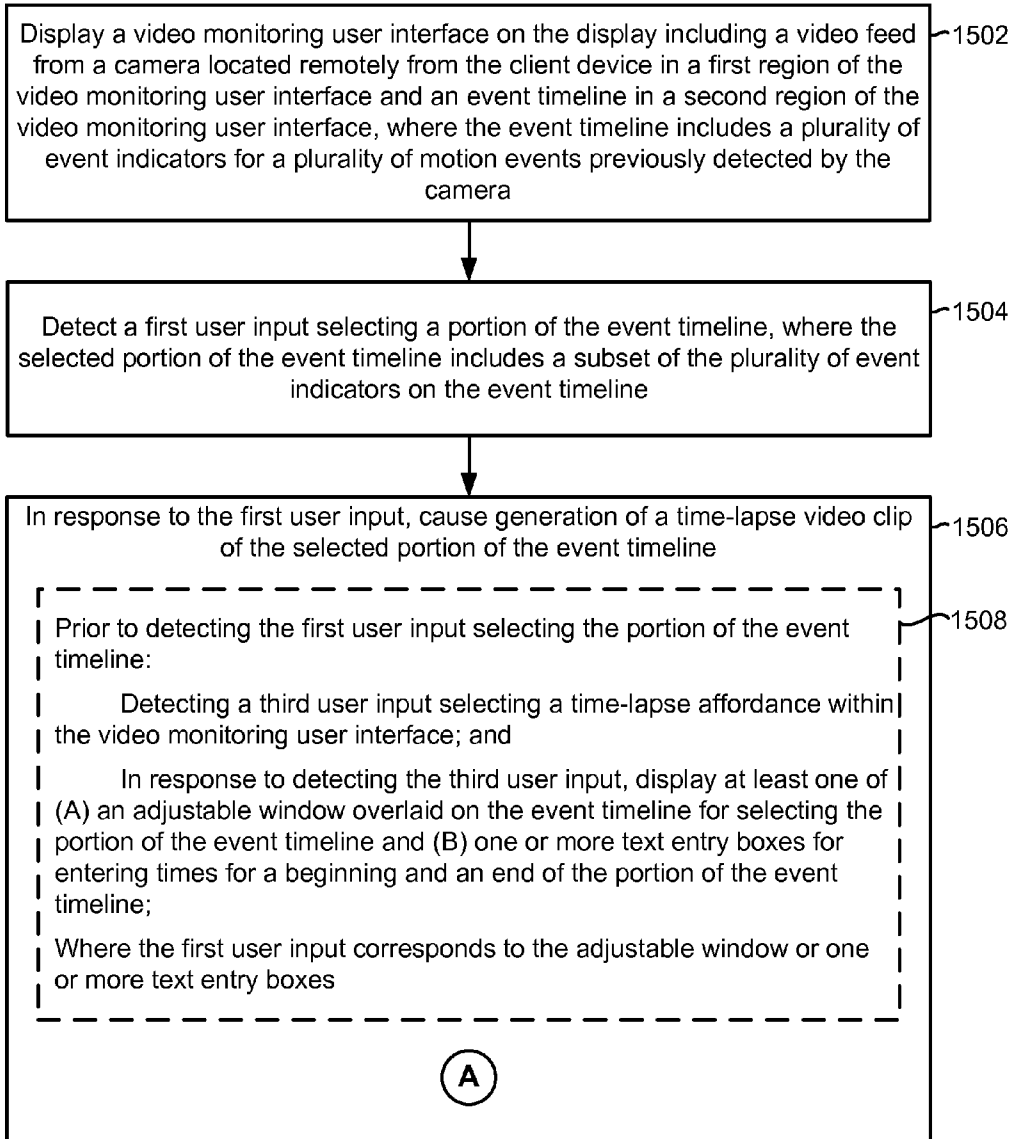 Display a video monitoring user interface on the display including a video feed
from a camera located remotely from the client device in a first region of the
video monitoring user interface and an event timeline in a second region of the
video monitoring user interface, where the event timeline includes a plurality of
event indicators for a plurality of motion events previously detected by the
camera
1502
Detect a first user input selecting a portion of the event timeline, where the
selected portion of the event timeline includes a subset of the plurality of event
indicators on the event timeline
1504
In response to the first user input, cause generation of a time-lapse video clip
of the selected portion of the event timeline
1506
Prior to detecting the first user input selecting the portion of the event
timeline:
Detecting a third user input selecting a time-lapse affordance within
the video monitoring user interface; and
In response to detecting the third user input, display at least one of
(A) an adjustable window overlaid on the event timeline for selecting the
portion of the event timeline and (B) one or more text entry boxes for
entering times for a beginning and an end of the portion of the event
timeline;
Where the first user input corresponds to the adjustable window or one
or more text entry boxes
1508
A